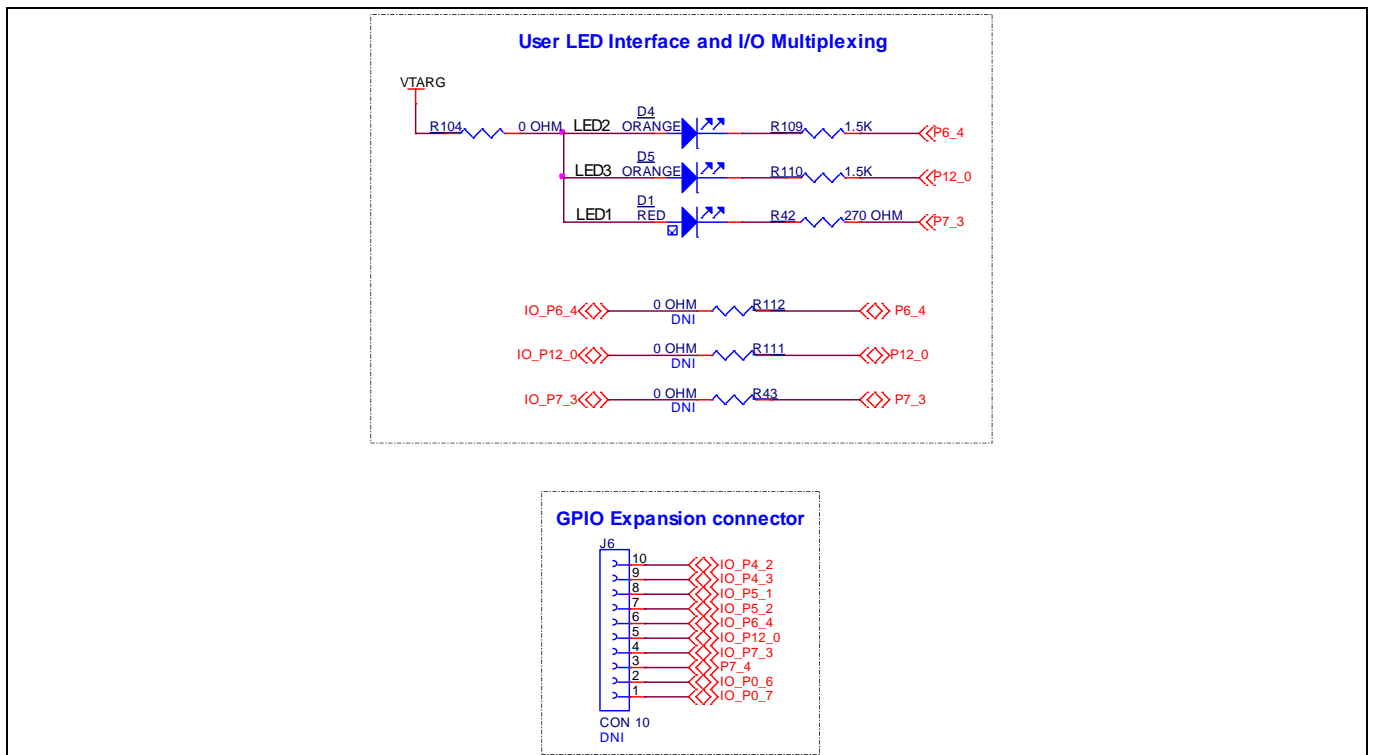 User LED Interface and I/O Multiplexing
VTARG
R104 0 OHM LED2 D4 ORANGE R109 1.5K P6_4
LED3 D5 ORANGE R110 1.5K P12_0
LED1 D1 RED R42 270 OHM P7_3
IO_P6_4 0 OHM DNI R112 P6_4
IO_P12_0 0 OHM DNI R111 P12_0
IO_P7_3 0 OHM DNI R43 P7_3
GPIO Expansion connector
J6
10 IO_P4_2
9 IO_P4_3
8 IO_P5_1
7 IO_P5_2
6 IO_P6_4
5 IO_P12_0
4 IO_P7_3
3 P7_4
2 IO_P0_6
1 IO_P0_7
CON 10
DNI